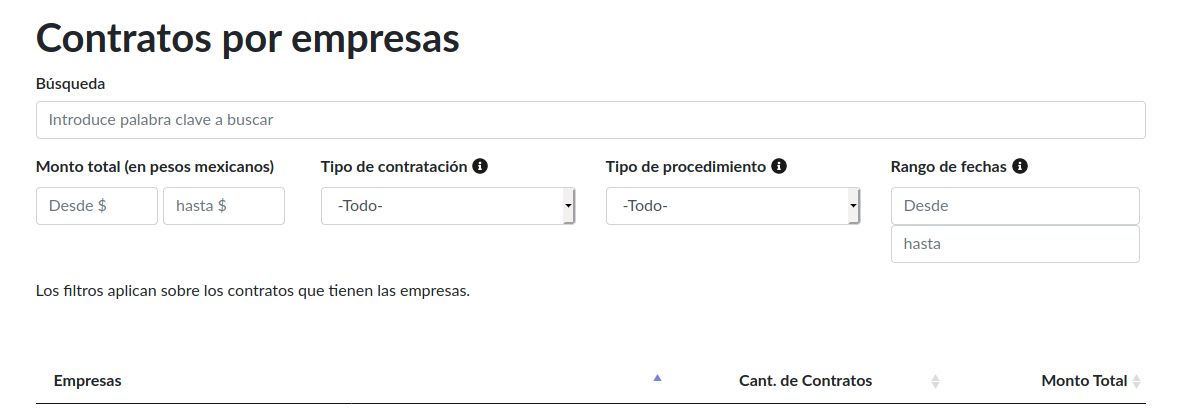 Contratos por empresas
Búsqueda
Introduce palabra clave a buscar
Monto total (en pesos mexicanos) Tipo de contratación Tipo de procedimiento Rango de fechas
Desde $ hasta $ -Todo- -Todo- Desde
hasta
Los filtros aplican sobre los contratos que tienen las empresas.
Empresas Cant. de Contratos Monto Total